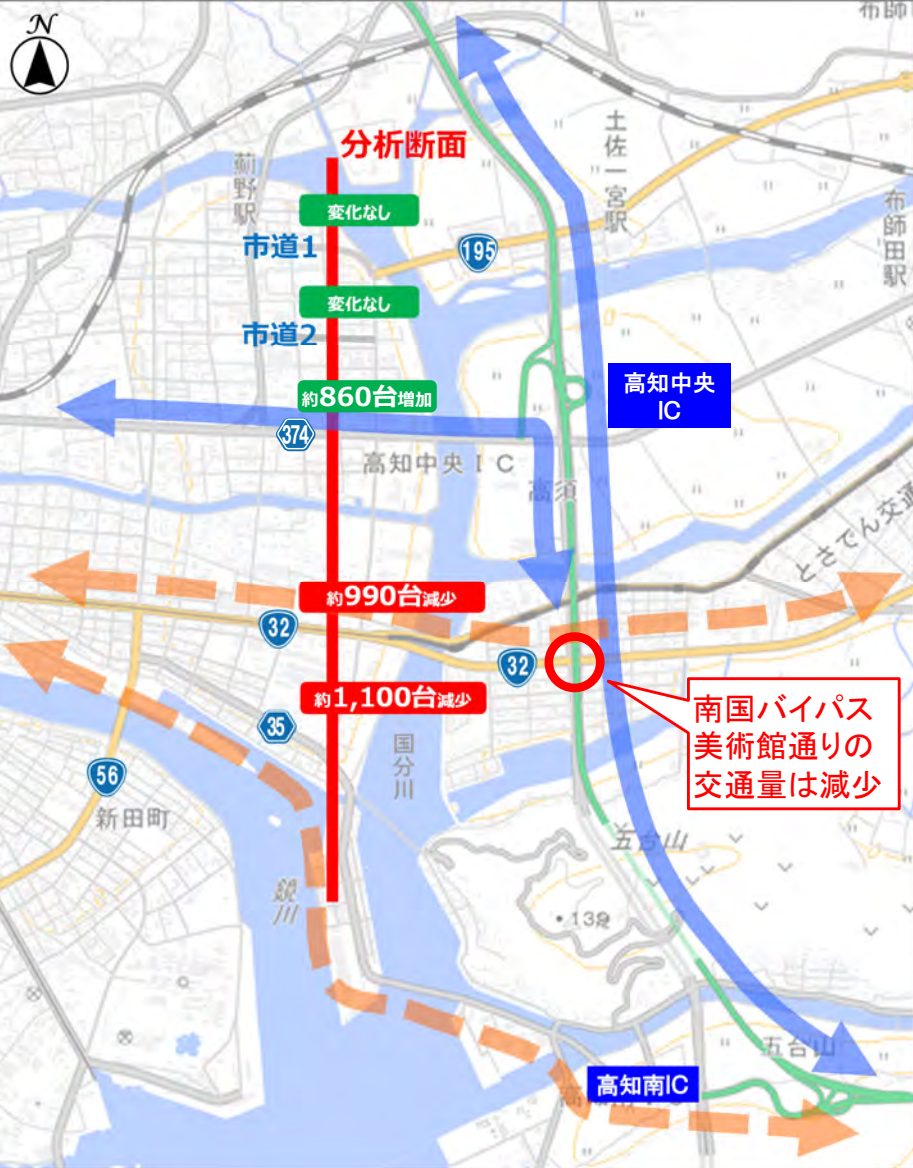 N
布師
分析断面
薊野駅
土佐一宮駅
布師田駅
変化なし
市道1
195
変化なし
市道2
高知中央
IC
約860台増加
374
高知中央IC
高須
とさでん交通
約990台減少
32
32
約1,100台減少
35
国分川
南国バイパス
美術館通りの
交通量は減少
56
新田町
五台山
鏡川
139
五台山
高知南IC